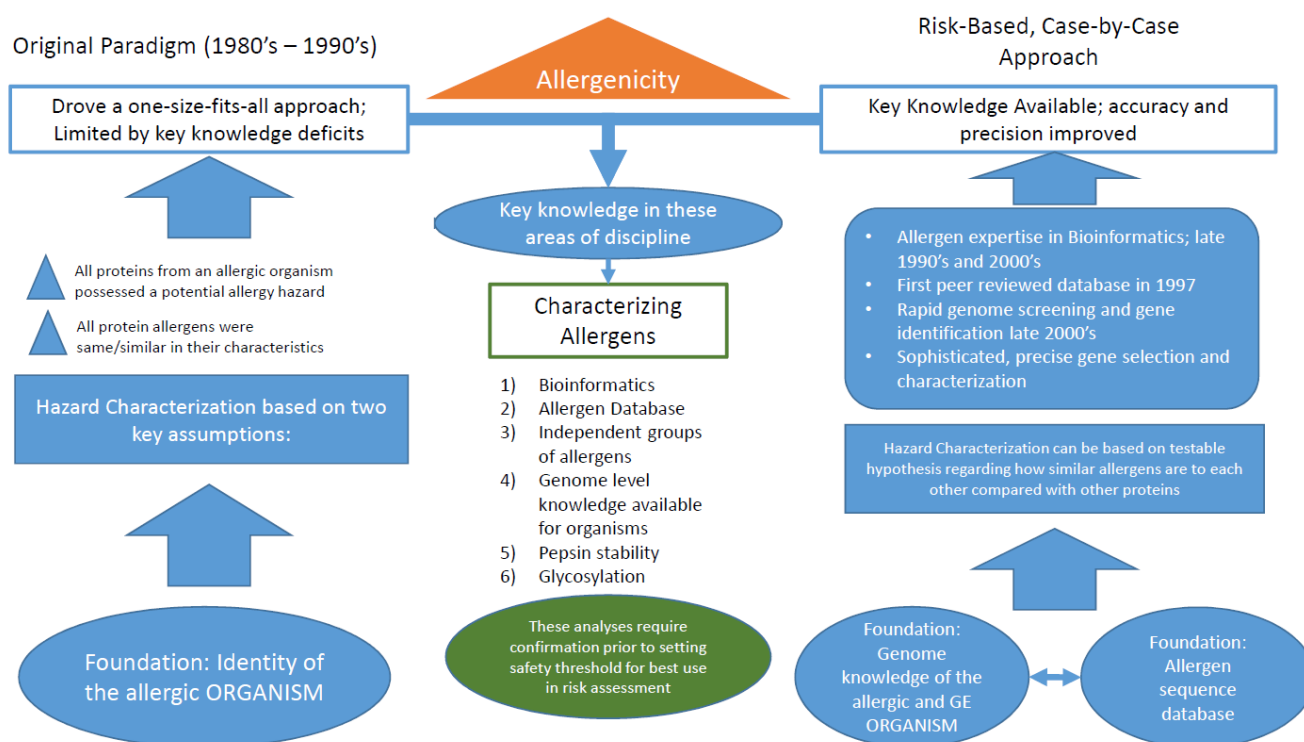 Original Paradigm (1980's – 1990's)
Drove a one-size-fits-all approach;
Limited by key knowledge deficits
All proteins from an allergic organism
possessed a potential allergy hazard
All protein allergens were
same/similar in their characteristics
Hazard Characterization based on two
key assumptions:
Foundation: Identity of
the allergic ORGANISM
Allergenicity
Key knowledge in these
areas of discipline
Characterizing
Allergens
1) Bioinformatics
2) Allergen Database
3) Independent groups
of allergens
4) Genome level
knowledge available
for organisms
5) Pepsin stability
6) Glycosylation
These analyses require
confirmation prior to setting
safety threshold for best use
in risk assessment
Risk-Based, Case-by-Case
Approach
Key Knowledge Available; accuracy and
precision improved
• Allergen expertise in Bioinformatics; late
1990's and 2000's
• First peer reviewed database in 1997
• Rapid genome screening and gene
identification late 2000's
• Sophisticated, precise gene selection and
characterization
Hazard Characterization can be based on testable
hypothesis regarding how similar allergens are to each
other compared with other proteins
Foundation:
Genome
knowledge of the
allergic and GE
ORGANISM
Foundation:
Allergen
sequence
database